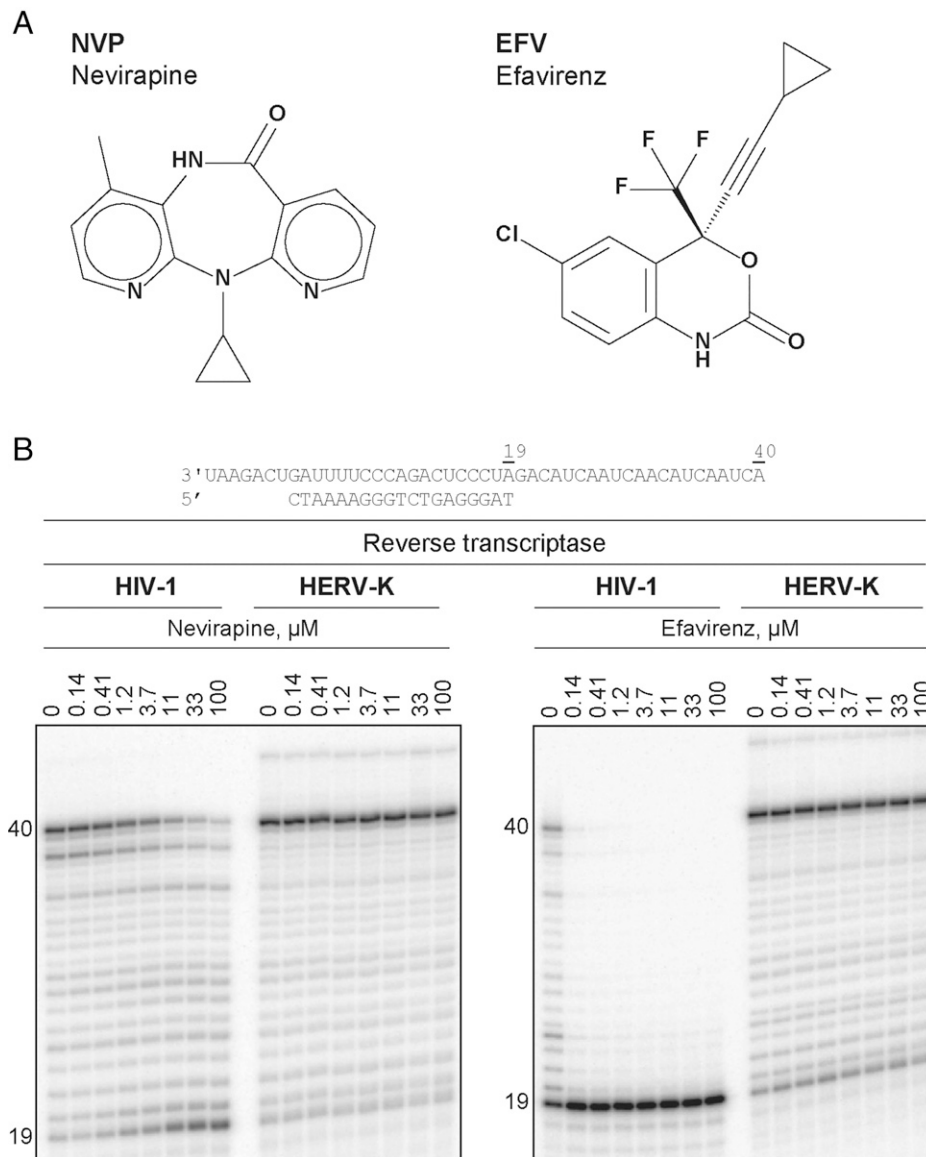 A
NVP
Nevirapine
O
HN
N
N
N
EFV
Efavirenz
F
F
F
Cl
O
N
H
O
B
19
40
3'UAAGACUGAUUUUCCCAGACUCCCUAGACAUCAAUCAACAUCAAUCA
5' CTAAAAGGGTCTGAGGGAT
Reverse transcriptase
HIV-1 HERV-K HIV-1 HERV-K
Nevirapine, µM Efavirenz, µM
0 0.14 0.41 1.2 3.7 11 33 100 0 0.14 0.41 1.2 3.7 11 33 100
0 0.14 0.41 1.2 3.7 11 33 100 0 0.14 0.41 1.2 3.7 11 33 100
40
19
40
19